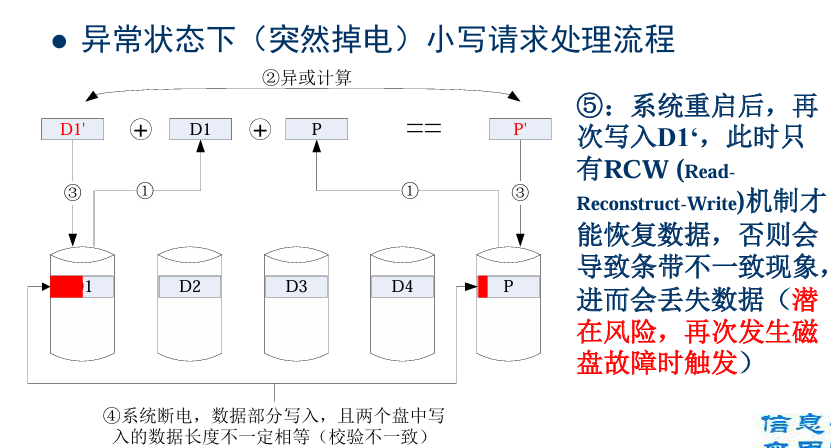 ● 异常状态下（突然掉电）小写请求处理流程
②异或计算
D1' + D1 + P == P'
③ ① ① ③
D1 D2 D3 D4 P
④系统断电，数据部分写入，且两个盘中写
入的数据长度不一定相等（校验不一致）
⑤：系统重启后，再
次写入D1‘，此时只
有RCW (Read-
Reconstruct-Write)机制才
能恢复数据，否则会
导致条带不一致现象，
进而会丢失数据（潜
在风险，再次发生磁
盘故障时触发）
信息